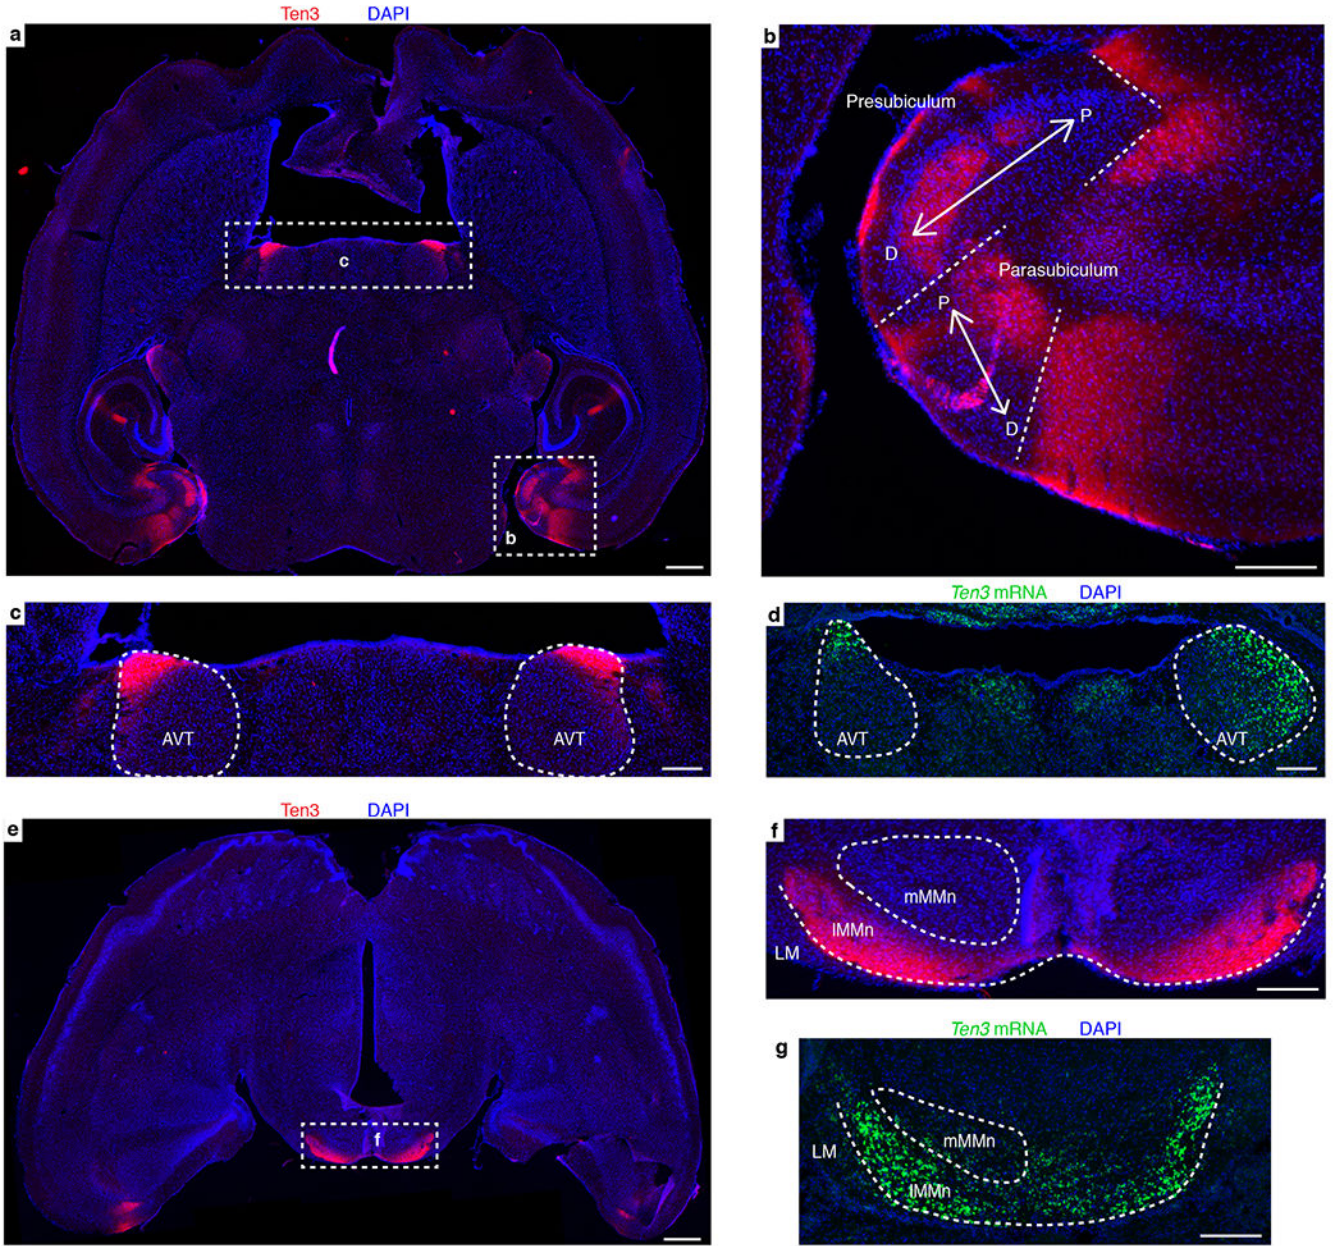 Ten3 DAPI
a
c
b
b
Presubiculum
P
D
Parasubiculum
P
D
c
AVT
AVT
Ten3 mRNA DAPI
d
AVT
AVT
Ten3 DAPI
e
f
f
mMMn
lMMn
LM
Ten3 mRNA DAPI
g
mMMn
LM
lMMn